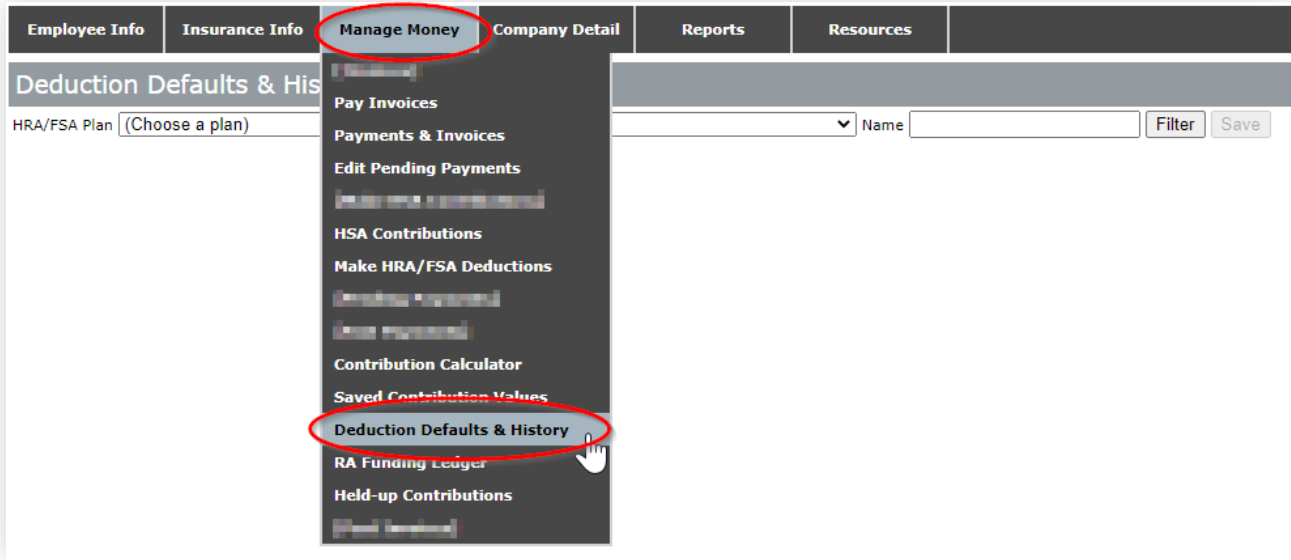 Employee Info Insurance Info Manage Money Company Detail Reports Resources
Deduction Defaults & His
HRA/FSA Plan (Choose a plan) Name Filter Save
Pay Invoices
Payments & Invoices
Edit Pending Payments
HSA Contributions
Make HRA/FSA Deductions
Contribution Calculator
Saved Contribution Values
Deduction Defaults & History
RA Funding Ledger
Held-up Contributions